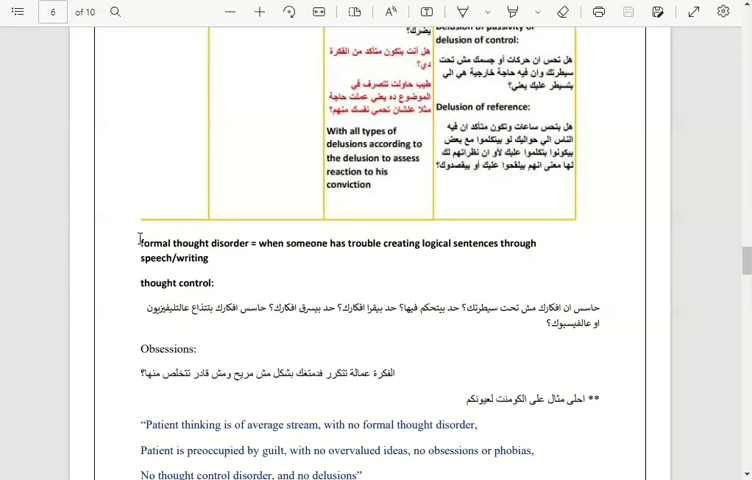 6
of 10
يضرك؟
هل أنت بتكون متأكد من الفكرة
دي؟
طيب حاولت تتصرف في
الموضوع ده يعني عملت حاجة
مثلا علشان تحمي نفسك منهم؟
With all types of
delusions according to
the delusion to assess
reaction to his
conviction
Delusion of passivity or
delusion of control:
هل تحس ان حركات أو جسمك مش تحت
سيطرتك وان فيه حاجة خارجية هي الي
بتسيطر عليك يعني؟
Delusion of reference:
هل بتحس ساعات وتكون متأكد ان فيه
الناس الي حواليك لو بيتكلموا مع بعض
بيكونوا بتكلموا عليك لأو ان نظراتهم لك
لها معنى انهم بيلقحوا عليك أو بيقصدوك؟
formal thought disorder = when someone has trouble creating logical sentences through
speech/writing
thought control:
حاسس ان افكارك مش تحت سيطرتك؟ حد بيتحكم فيها؟ حد بيقرا افكارك؟ حد بيسرق افكارك؟ حاسس افكارك بتتذاع عالتليفيزيون
او عالفيسبوك؟
Obsessions:
الفكرة عمالة تتكرر فدمتغك بشكل مش مريح ومش قادر تتخلص منها؟
** احلى مثال على الكومنت لعيونكم
“Patient thinking is of average stream, with no formal thought disorder,
Patient is preoccupied by guilt, with no overvalued ideas, no obsessions or phobias,
No thought control disorder, and no delusions”